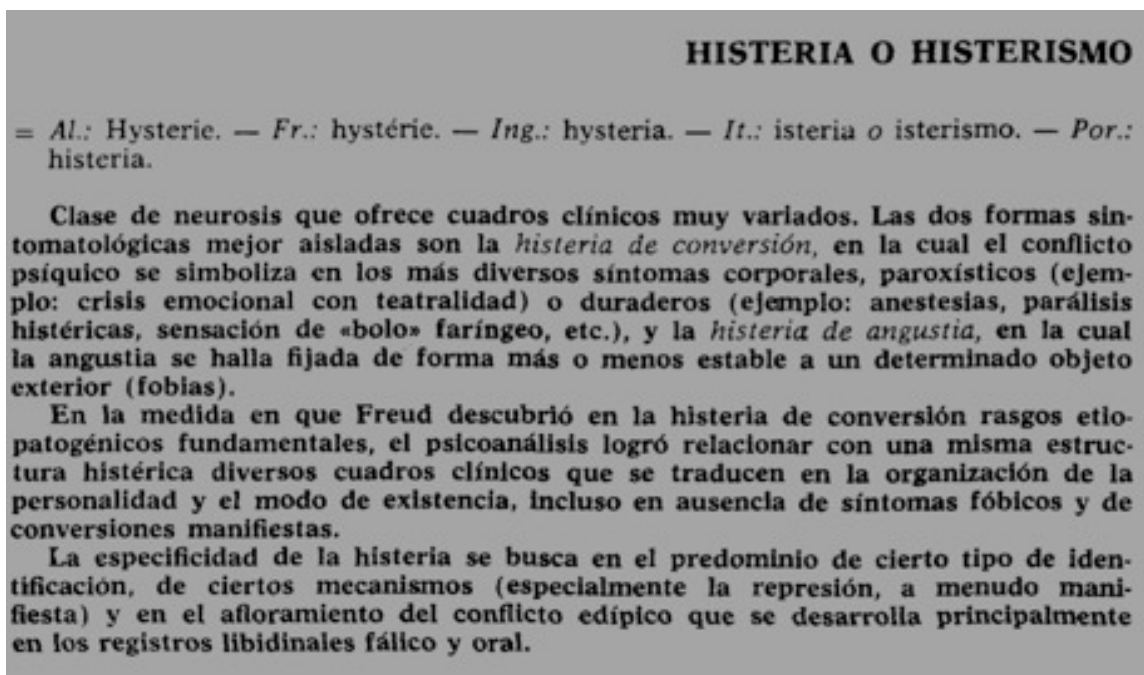 HISTERIA O HISTERISMO
= Al.: Hysterie. — Fr.: hystérie. — Ing.: hysteria. — It.: isteria o isterismo. — Por.:
histeria.
Clase de neurosis que ofrece cuadros clínicos muy variados. Las dos formas sin-
tomatológicas mejor aisladas son la histeria de conversión, en la cual el conflicto
psíquico se simboliza en los más diversos síntomas corporales, paroxísticos (ejem-
plo: crisis emocional con teatralidad) o duraderos (ejemplo: anestesias, parálisis
histéricas, sensación de «bolo» faríngeo, etc.), y la histeria de angustia, en la cual
la angustia se halla fijada de forma más o menos estable a un determinado objeto
exterior (fobias).
En la medida en que Freud descubrió en la histeria de conversión rasgos etio-
patogénicos fundamentales, el psicoanálisis logró relacionar con una misma estruc-
tura histérica diversos cuadros clínicos que se traducen en la organización de la
personalidad y el modo de existencia, incluso en ausencia de síntomas fóbicos y de
conversiones manifiestas.
La especificidad de la histeria se busca en el predominio de cierto tipo de iden-
tificación, de ciertos mecanismos (especialmente la represión, a menudo mani-
fiesta) y en el afloramiento del conflicto edípico que se desarrolla principalmente
en los registros libidinales fálico y oral.